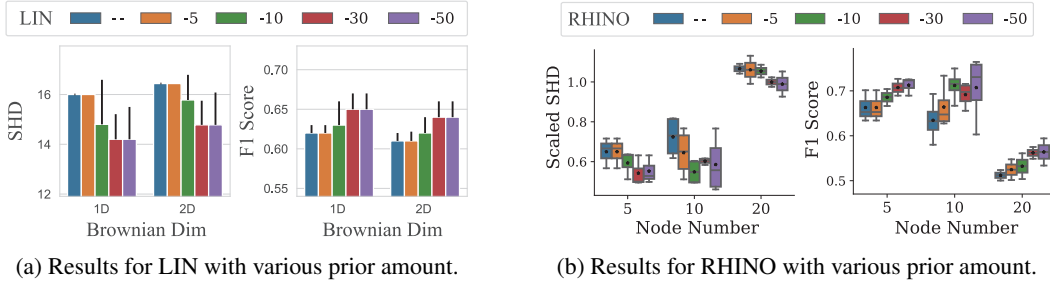 LIN -- -5 -10 -30 -50
SHD
16
14
12
1D 2D
Brownian Dim
F1 Score
0.70
0.65
0.60
0.55
1D 2D
Brownian Dim
(a) Results for LIN with various prior amount.
RHINO -- -5 -10 -30 -50
Scaled SHD
1.0
0.8
0.6
5 10 20
Node Number
F1 Score
0.7
0.6
0.5
5 10 20
Node Number
(b) Results for RHINO with various prior amount.